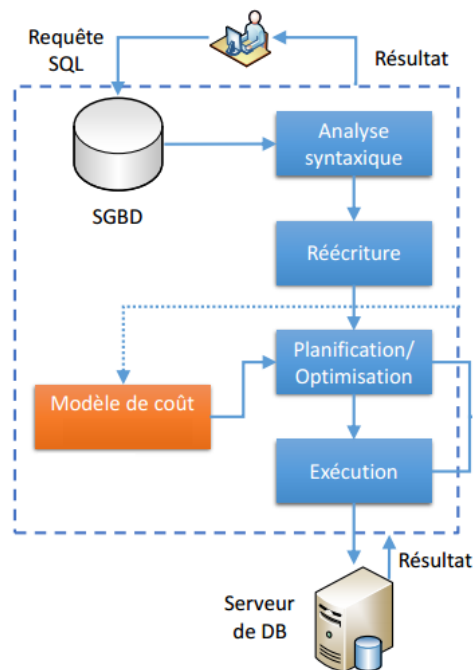 Requête
SQL
Résultat
Analyse
syntaxique
SGBD
Réécriture
Planification/
Optimisation
Modèle de coût
Exécution
Résultat
Serveur
de DB